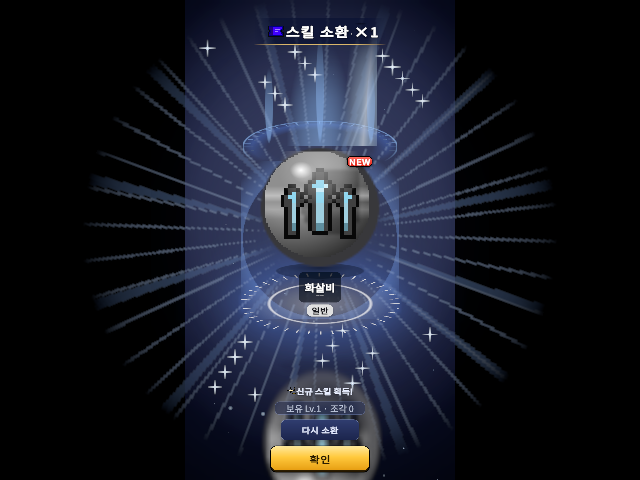 스킬 소환 ×1
NEW
화살비
일반
신규 스킬 획득!
보유 Lv.1 · 조각 0
다시 소환
확인